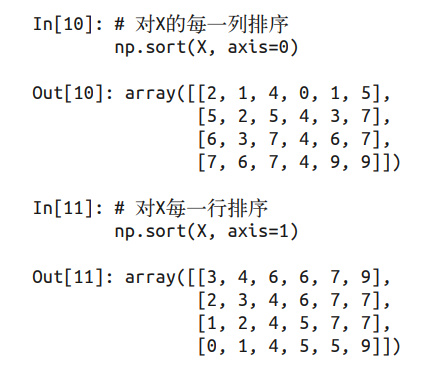 In[10]: # 对X的每一列排序
        np.sort(X, axis=0)
Out[10]: array([[2, 1, 4, 0, 1, 5],
                [5, 2, 5, 4, 3, 7],
                [6, 3, 7, 4, 6, 7],
                [7, 6, 7, 4, 9, 9]])
In[11]: # 对X每一行排序
        np.sort(X, axis=1)
Out[11]: array([[3, 4, 6, 6, 7, 9],
                [2, 3, 4, 6, 7, 7],
                [1, 2, 4, 5, 7, 7],
                [0, 1, 4, 5, 5, 9]])